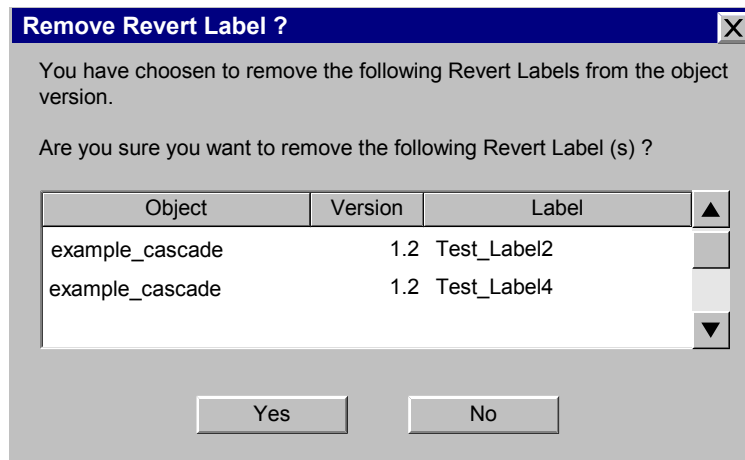 Remove Revert Label ?
You have choosen to remove the following Revert Labels from the object
version.
Are you sure you want to remove the following Revert Label (s) ?
Object Version Label
example_cascade 1.2 Test_Label2
example_cascade 1.2 Test_Label4
Yes No